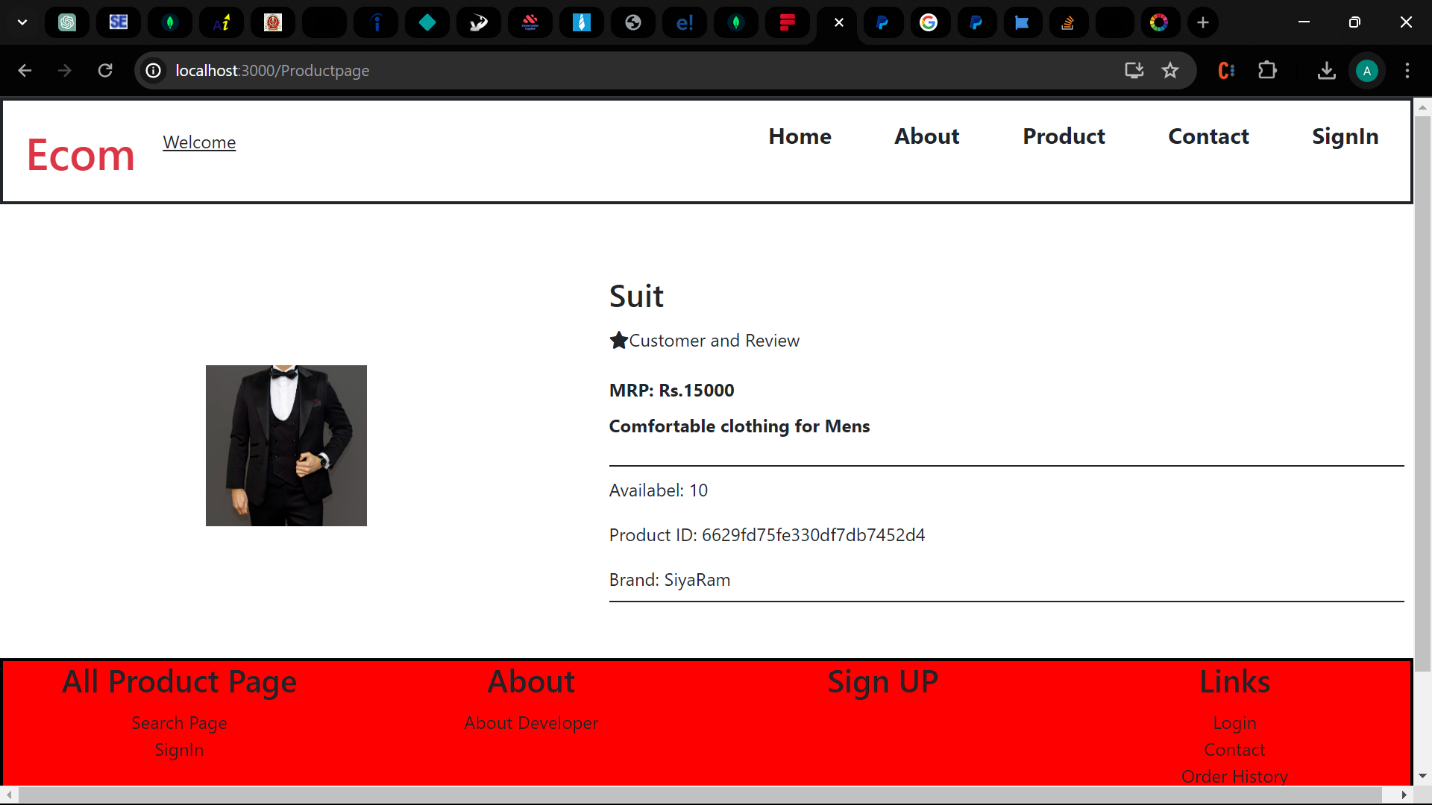 SE
Ai
e!
localhost:3000/Productpage
A
Ecom
Welcome
Home About Product Contact SignIn
Suit
Customer and Review
MRP: Rs.15000
Comfortable clothing for Mens
Availabel: 10
Product ID: 6629fd75fe330df7db7452d4
Brand: SiyaRam
All Product Page About Sign UP Links
Search Page About Developer Login
SignIn Contact
Order History